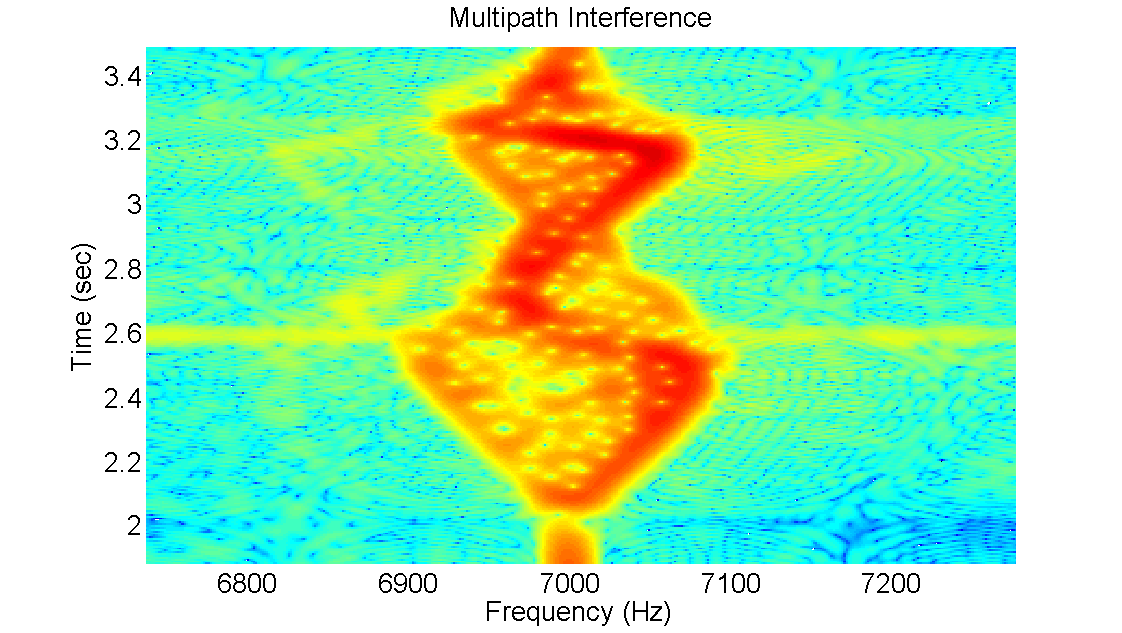 Multipath Interference
3.4
3.2
3
2.8
2.6
2.4
2.2
2
Time (sec)
6800 6900 7000 7100 7200
Frequency (Hz)